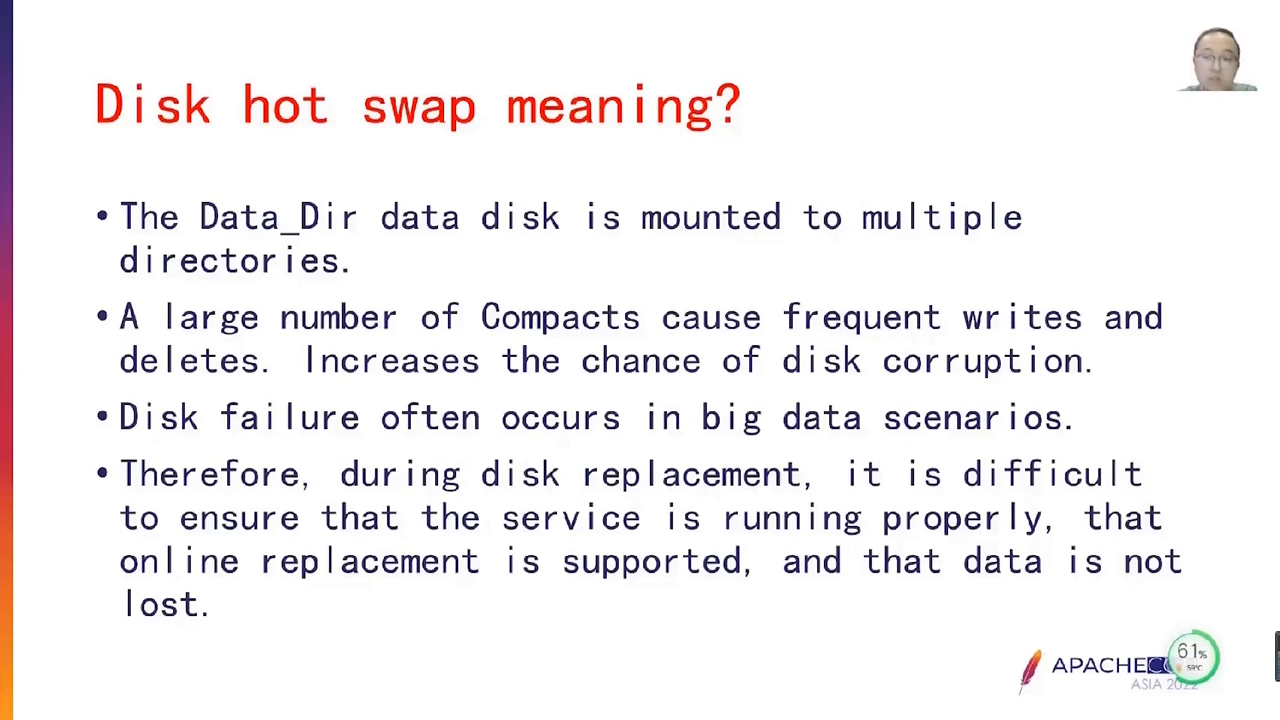 Disk hot swap meaning?
• The Data_Dir data disk is mounted to multiple
directories.
• A large number of Compacts cause frequent writes and
deletes. Increases the chance of disk corruption.
• Disk failure often occurs in big data scenarios.
• Therefore, during disk replacement, it is difficult
to ensure that the service is running properly, that
online replacement is supported, and that data is not
lost.
61%
59℃
APACHEC
ASIA 2022